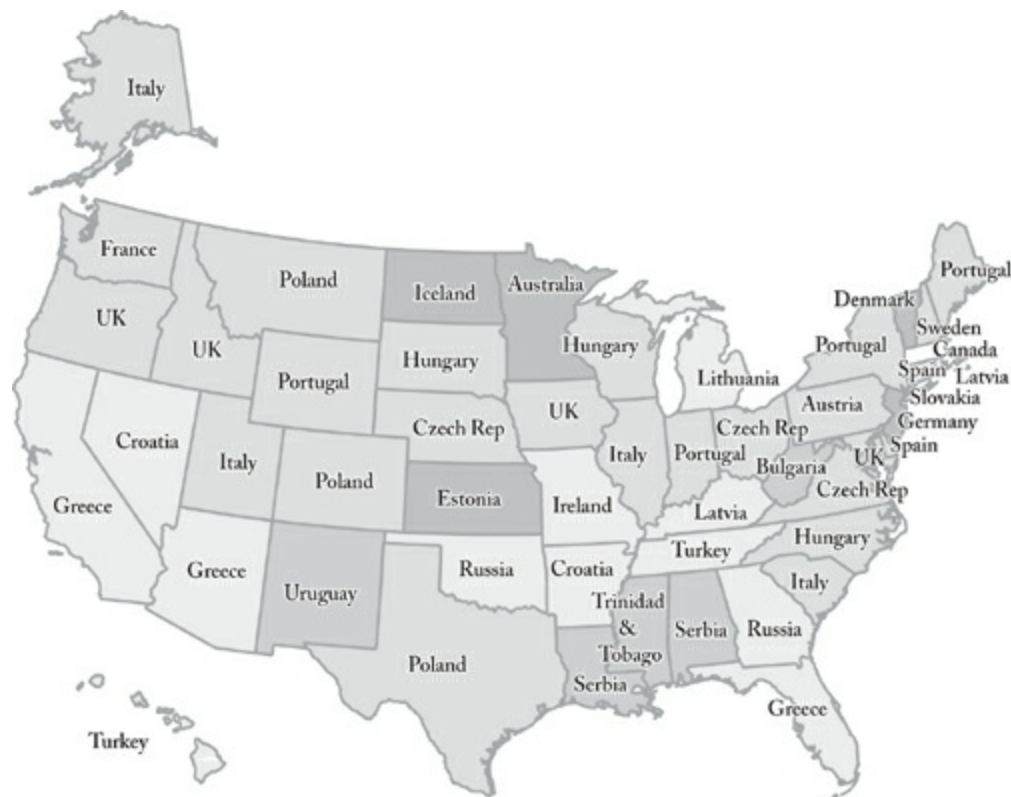 Italy
France
Poland
Iceland
Australia
Portugal
Denmark
Sweden
UK
UK
Hungary
Hungary
Portugal
Canada
Lithuania
Spain
Latvia
Portugal
Slovakia
Austria
UK
Czech Rep
Czech Rep
Germany
Croatia
Italy
Italy
Portugal
Spain
Bulgaria
UK
Poland
Estonia
Czech Rep
Greece
Ireland
Latvia
Hungary
Turkey
Greece
Russia
Croatia
Italy
Uruguay
Trinidad
&
Tobago
Serbia
Russia
Poland
Serbia
Greece
Turkey